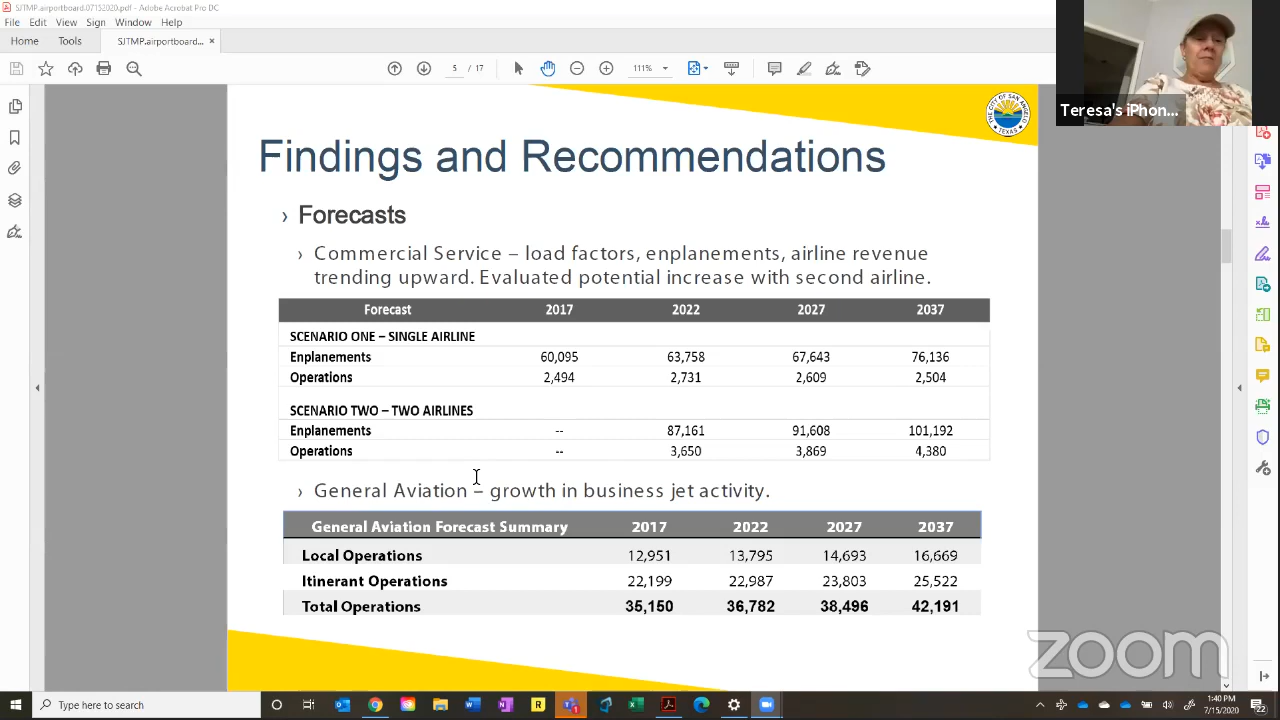 SJTMP.airportboard.07152020.pdf - Adobe Acrobat Pro DC
File Edit View Sign Window Help
Home Tools SJTMP.airportboard... ×
5 / 17 111%
Teresa's iPhon...
THE CITY OF SAN ANGELO
TEXAS
Findings and Recommendations
› Forecasts
› Commercial Service – load factors, enplanements, airline revenue
trending upward. Evaluated potential increase with second airline.
Forecast 2017 2022 2027 2037
SCENARIO ONE – SINGLE AIRLINE
Enplanements 60,095 63,758 67,643 76,136
Operations 2,494 2,731 2,609 2,504
SCENARIO TWO – TWO AIRLINES
Enplanements -- 87,161 91,608 101,192
Operations -- 3,650 3,869 4,380
› General Aviation – growth in business jet activity.
General Aviation Forecast Summary 2017 2022 2027 2037
Local Operations 12,951 13,795 14,693 16,669
Itinerant Operations 22,199 22,987 23,803 25,522
Total Operations 35,150 36,782 38,496 42,191
zoom
Type here to search
1:40 PM
7/15/2020
22